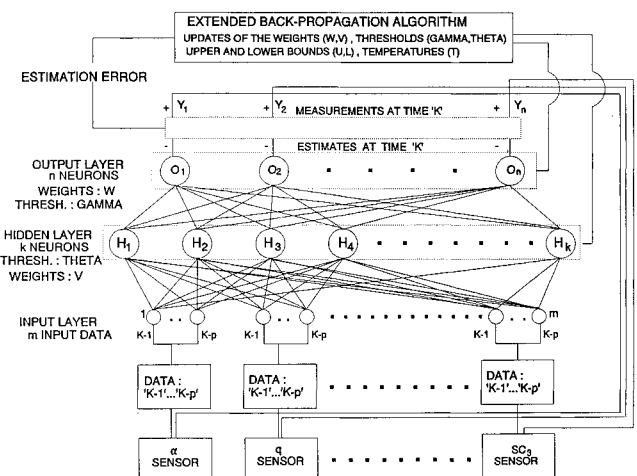 EXTENDED BACK-PROPAGATION ALGORITHM
UPDATES OF THE WEIGHTS (W,V) , THRESHOLDS (GAMMA,THETA)
UPPER AND LOWER BOUNDS (U,L) , TEMPERATURES (T)
ESTIMATION ERROR
+ Y1 + Y2 + Yn
MEASUREMENTS AT TIME 'K'
- - -
ESTIMATES AT TIME 'K'
OUTPUT LAYER
n NEURONS
WEIGHTS : W
THRESH. : GAMMA
O1 O2 On
HIDDEN LAYER
k NEURONS
THRESH. : THETA
WEIGHTS : V
H1 H2 H3 H4 Hk
INPUT LAYER
m INPUT DATA
1 m
K-1 K-p K-1 K-p K-1 K-p
DATA :
'K-1'...'K-p'
DATA :
'K-1'...'K-p'
DATA :
'K-1'...'K-p'
α
SENSOR
q
SENSOR
SC3
SENSOR